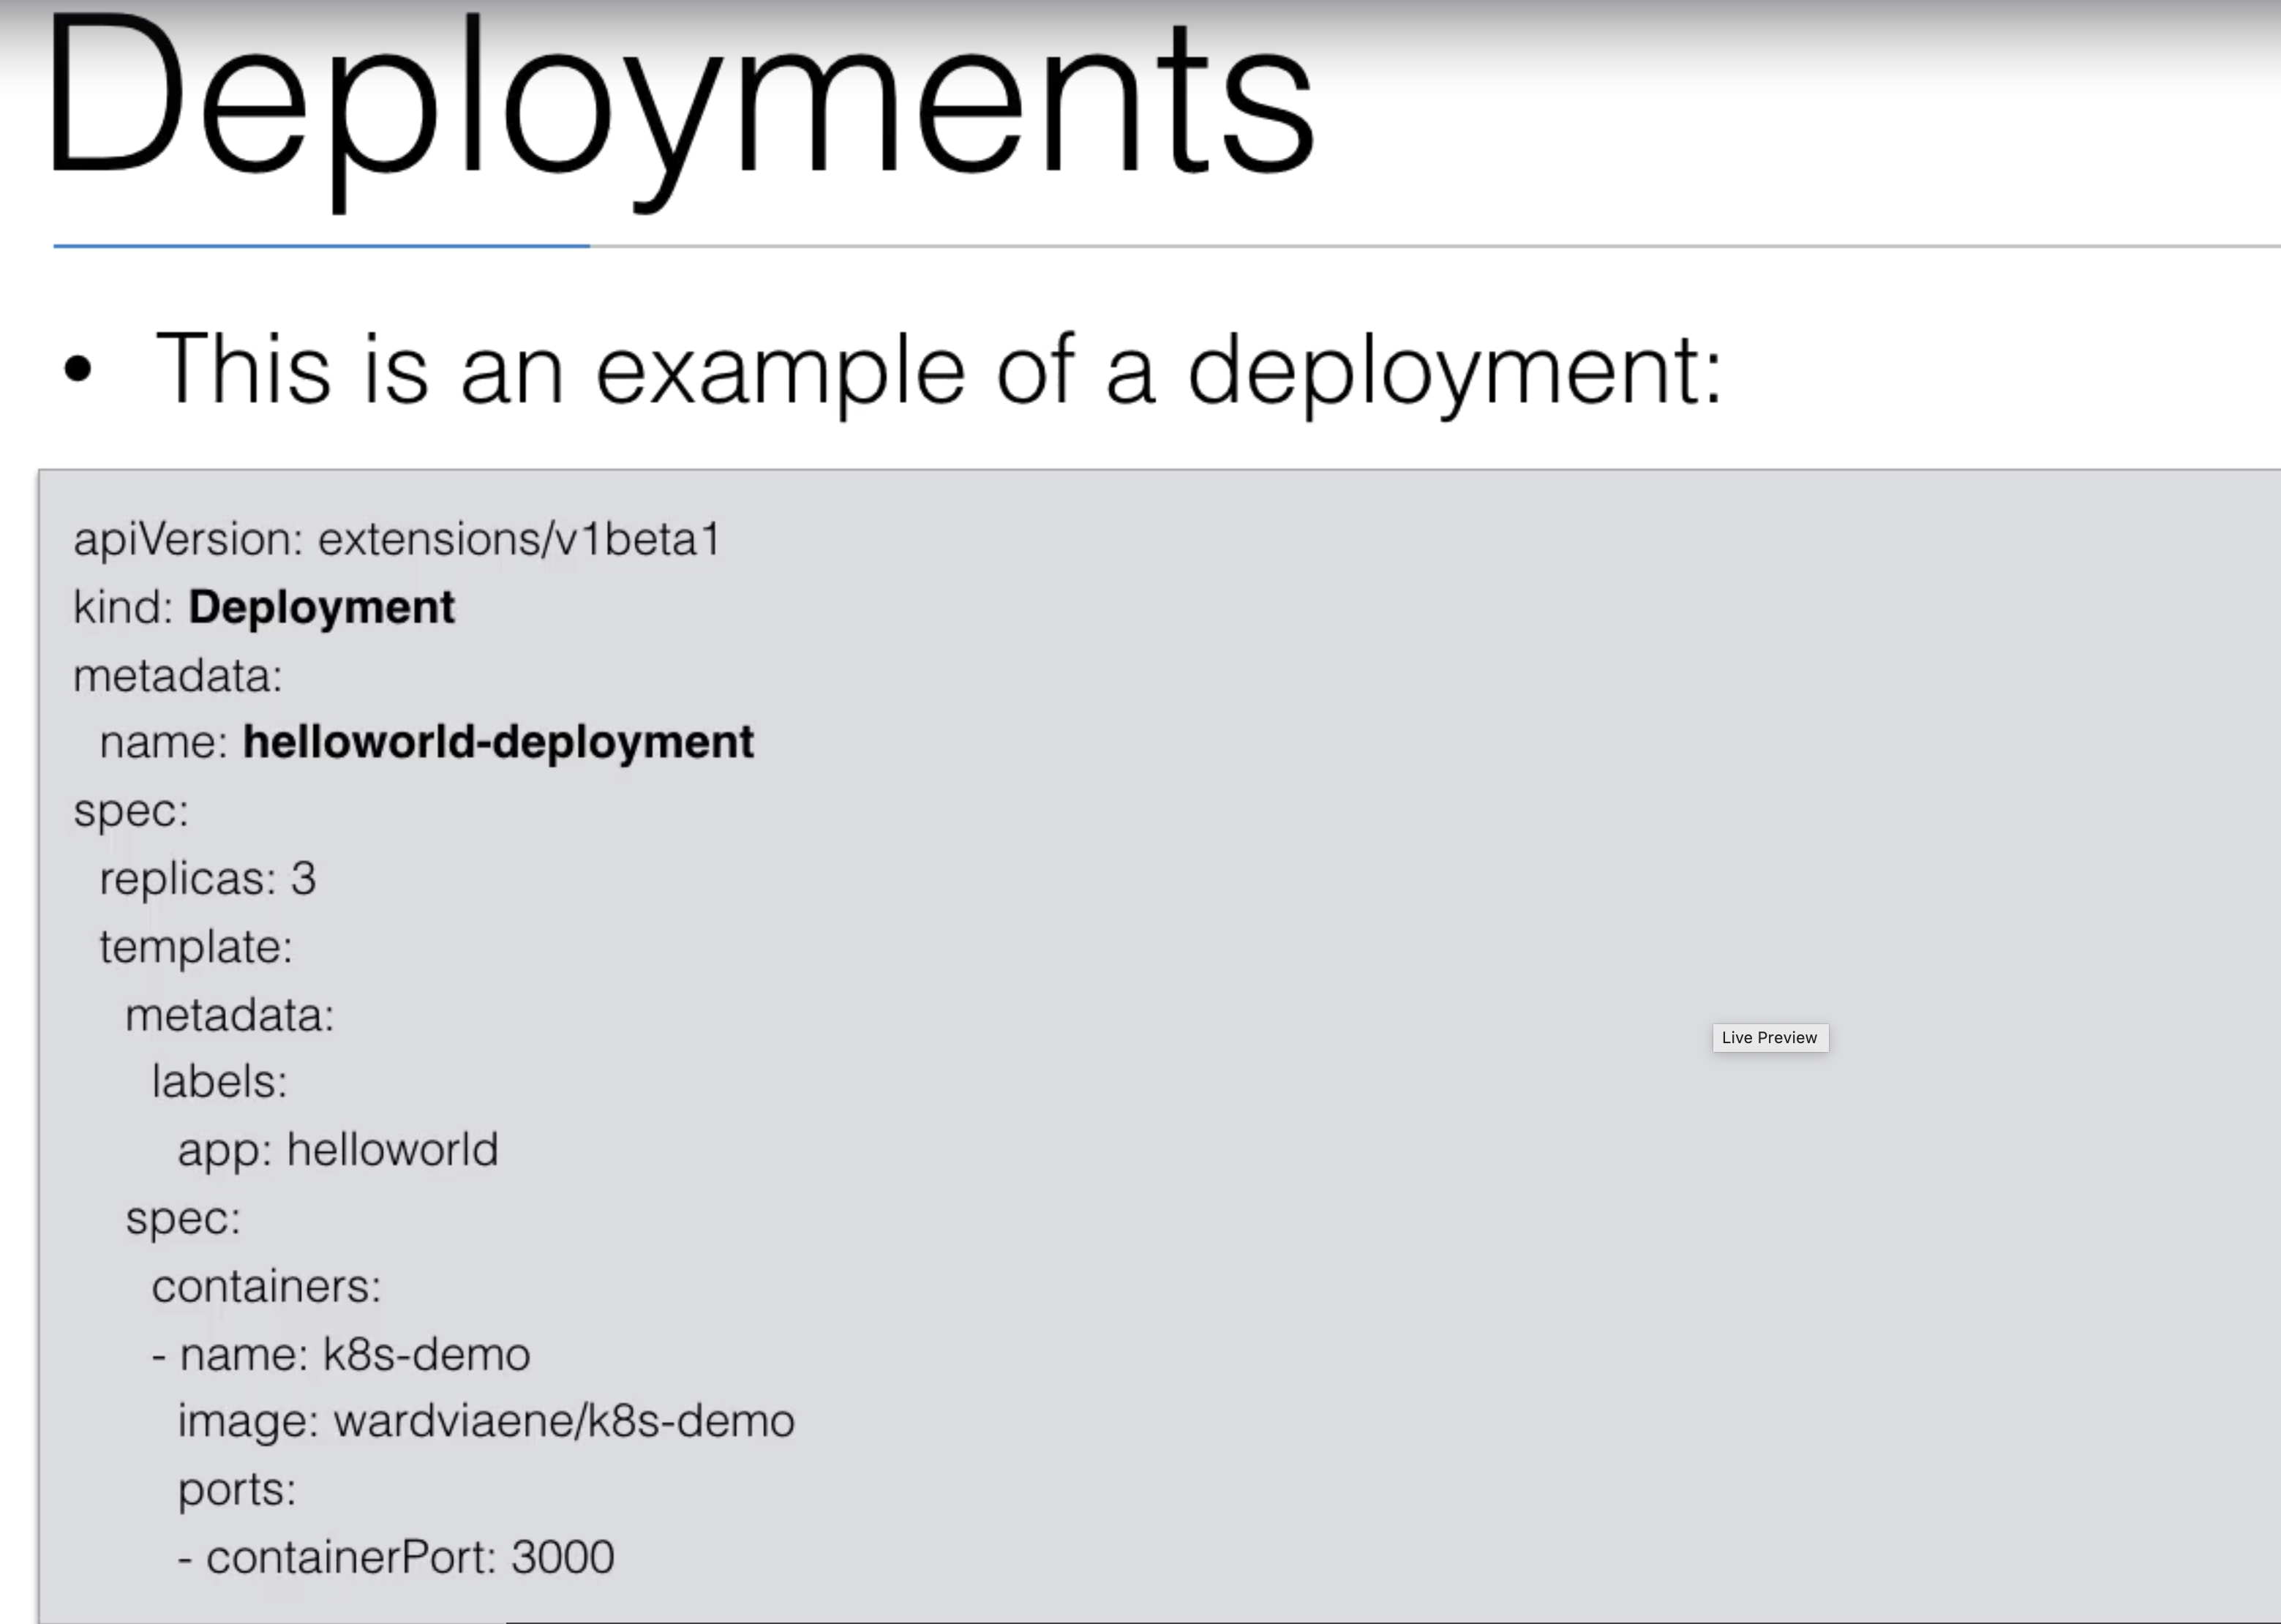 Deployments
• This is an example of a deployment:
apiVersion: extensions/v1beta1
kind: Deployment
metadata:
  name: helloworld-deployment
spec:
  replicas: 3
  template:
    metadata:
      labels:
        app: helloworld
    spec:
      containers:
      - name: k8s-demo
        image: wardviaene/k8s-demo
        ports:
        - containerPort: 3000
Live Preview